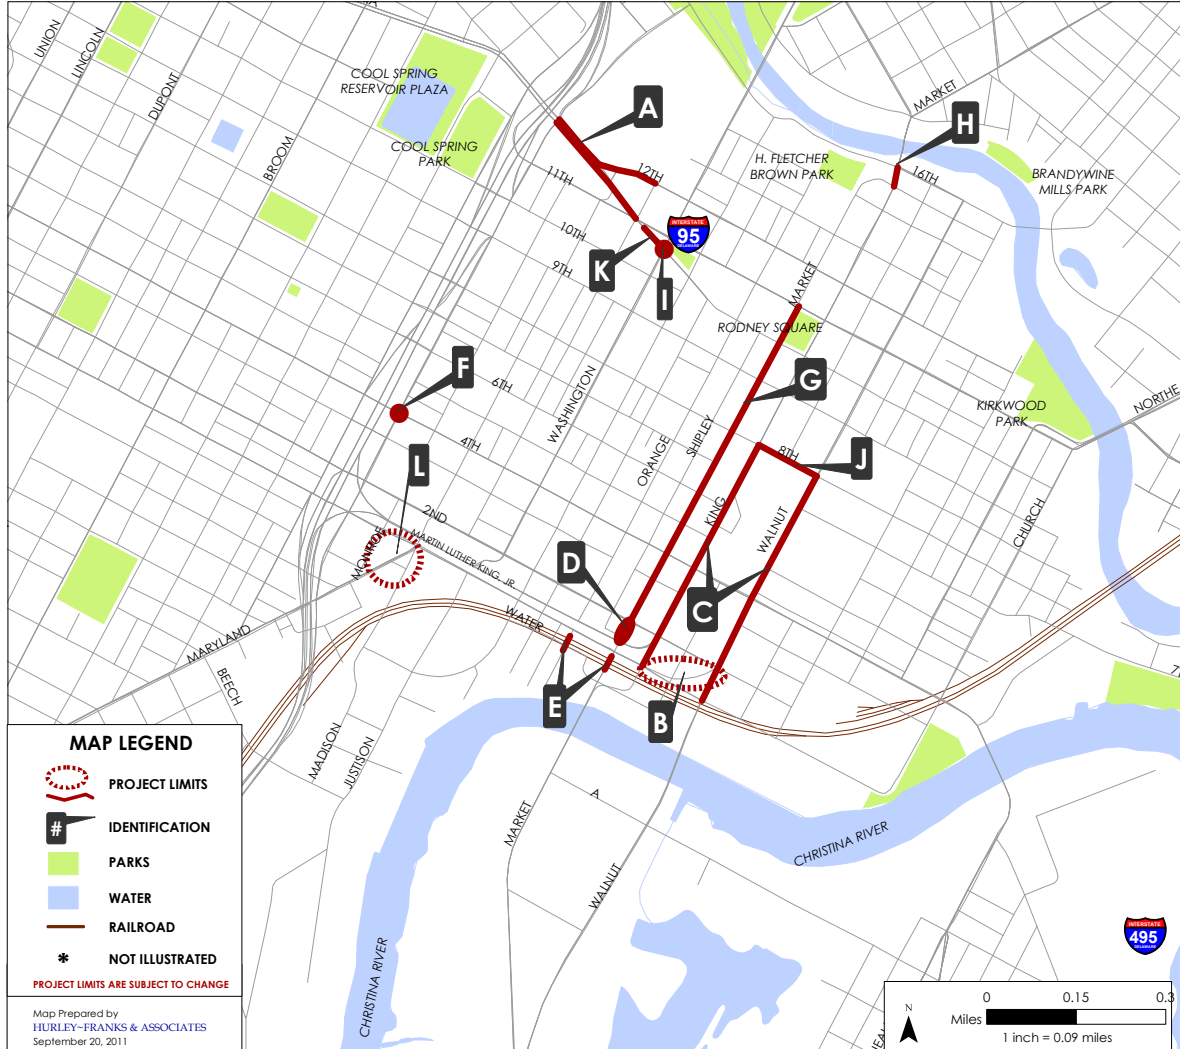 UNION
LINCOLN
DUPONT
BROOM
COOL SPRING
RESERVOIR PLAZA
COOL SPRING
PARK
A
12TH
11TH
10TH
9TH
K
I
INTERSTATE
95
DELAWARE
MARKET
H
16TH
H. FLETCHER
BROWN PARK
BRANDYWINE
MILLS PARK
MARKET
RODNEY SQUARE
G
F
6TH
4TH
WASHINGTON
ORANGE
SHIPLEY
KIRKWOOD
PARK
NORTHE
8TH
J
KING
WALNUT
CHURCH
L
2ND
MONROE
MARTIN LUTHER KING, JR.
D
C
WATER
E
B
MARYLAND
BEECH
MADISON
JUSTISON
MARKET
A
WALNUT
CHRISTINA RIVER
CHRISTINA RIVER
7T
INTERSTATE
495
DELAWARE
MAP LEGEND
PROJECT LIMITS
# IDENTIFICATION
PARKS
WATER
RAILROAD
* NOT ILLUSTRATED
PROJECT LIMITS ARE SUBJECT TO CHANGE
Map Prepared by
HURLEY~FRANKS & ASSOCIATES
September 20, 2011
N
0 0.15 0.3
Miles
1 inch = 0.09 miles